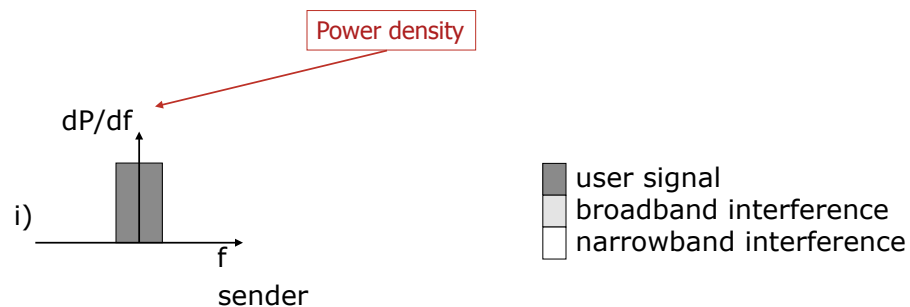 Power density
dP/df
i)
f
sender
user signal
broadband interference
narrowband interference